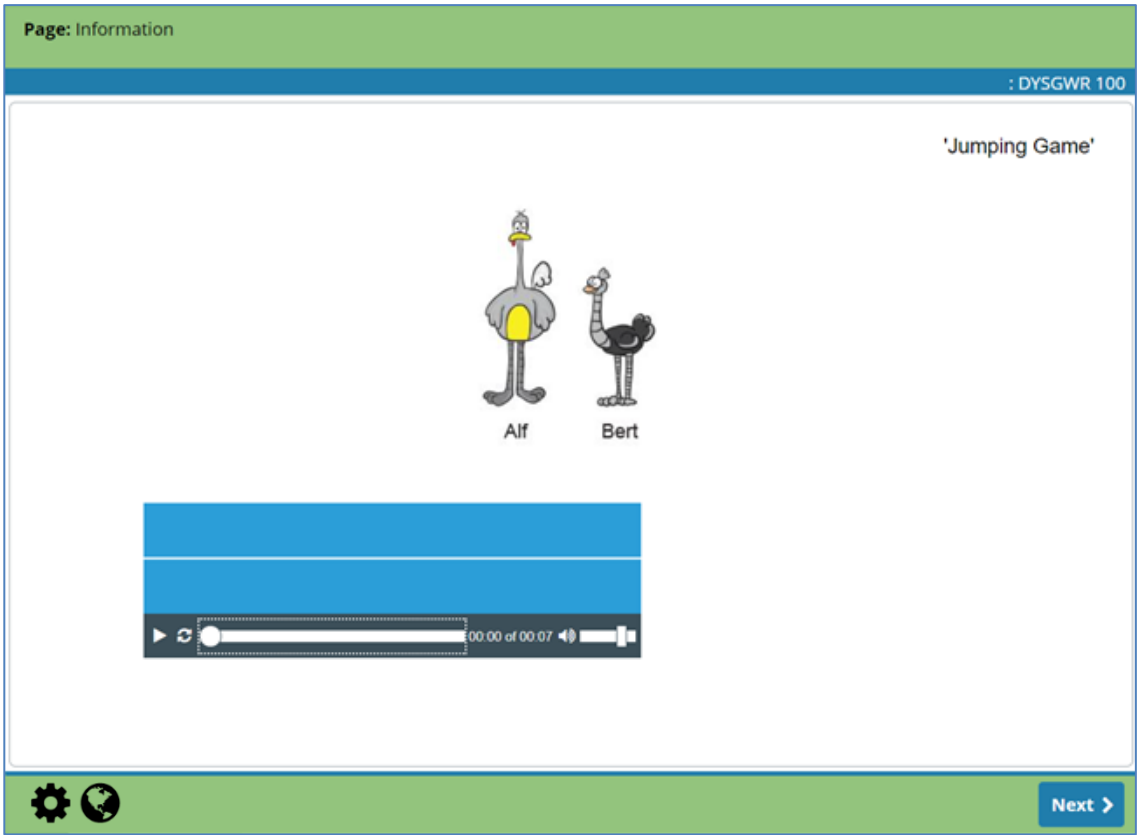 Page: Information
: DYSGWR 100
'Jumping Game'
Alf Bert
00:00 of 00:07
Next